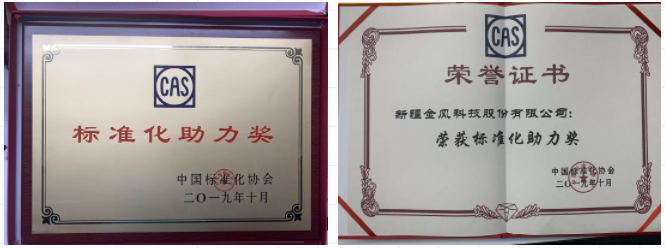 CAS
标准化助力奖
中国标准化协会
二〇一九年十月
CAS
荣誉证书
新疆金风科技股份有限公司:
荣获标准化助力奖
中国标准化协会
二〇一九年十月